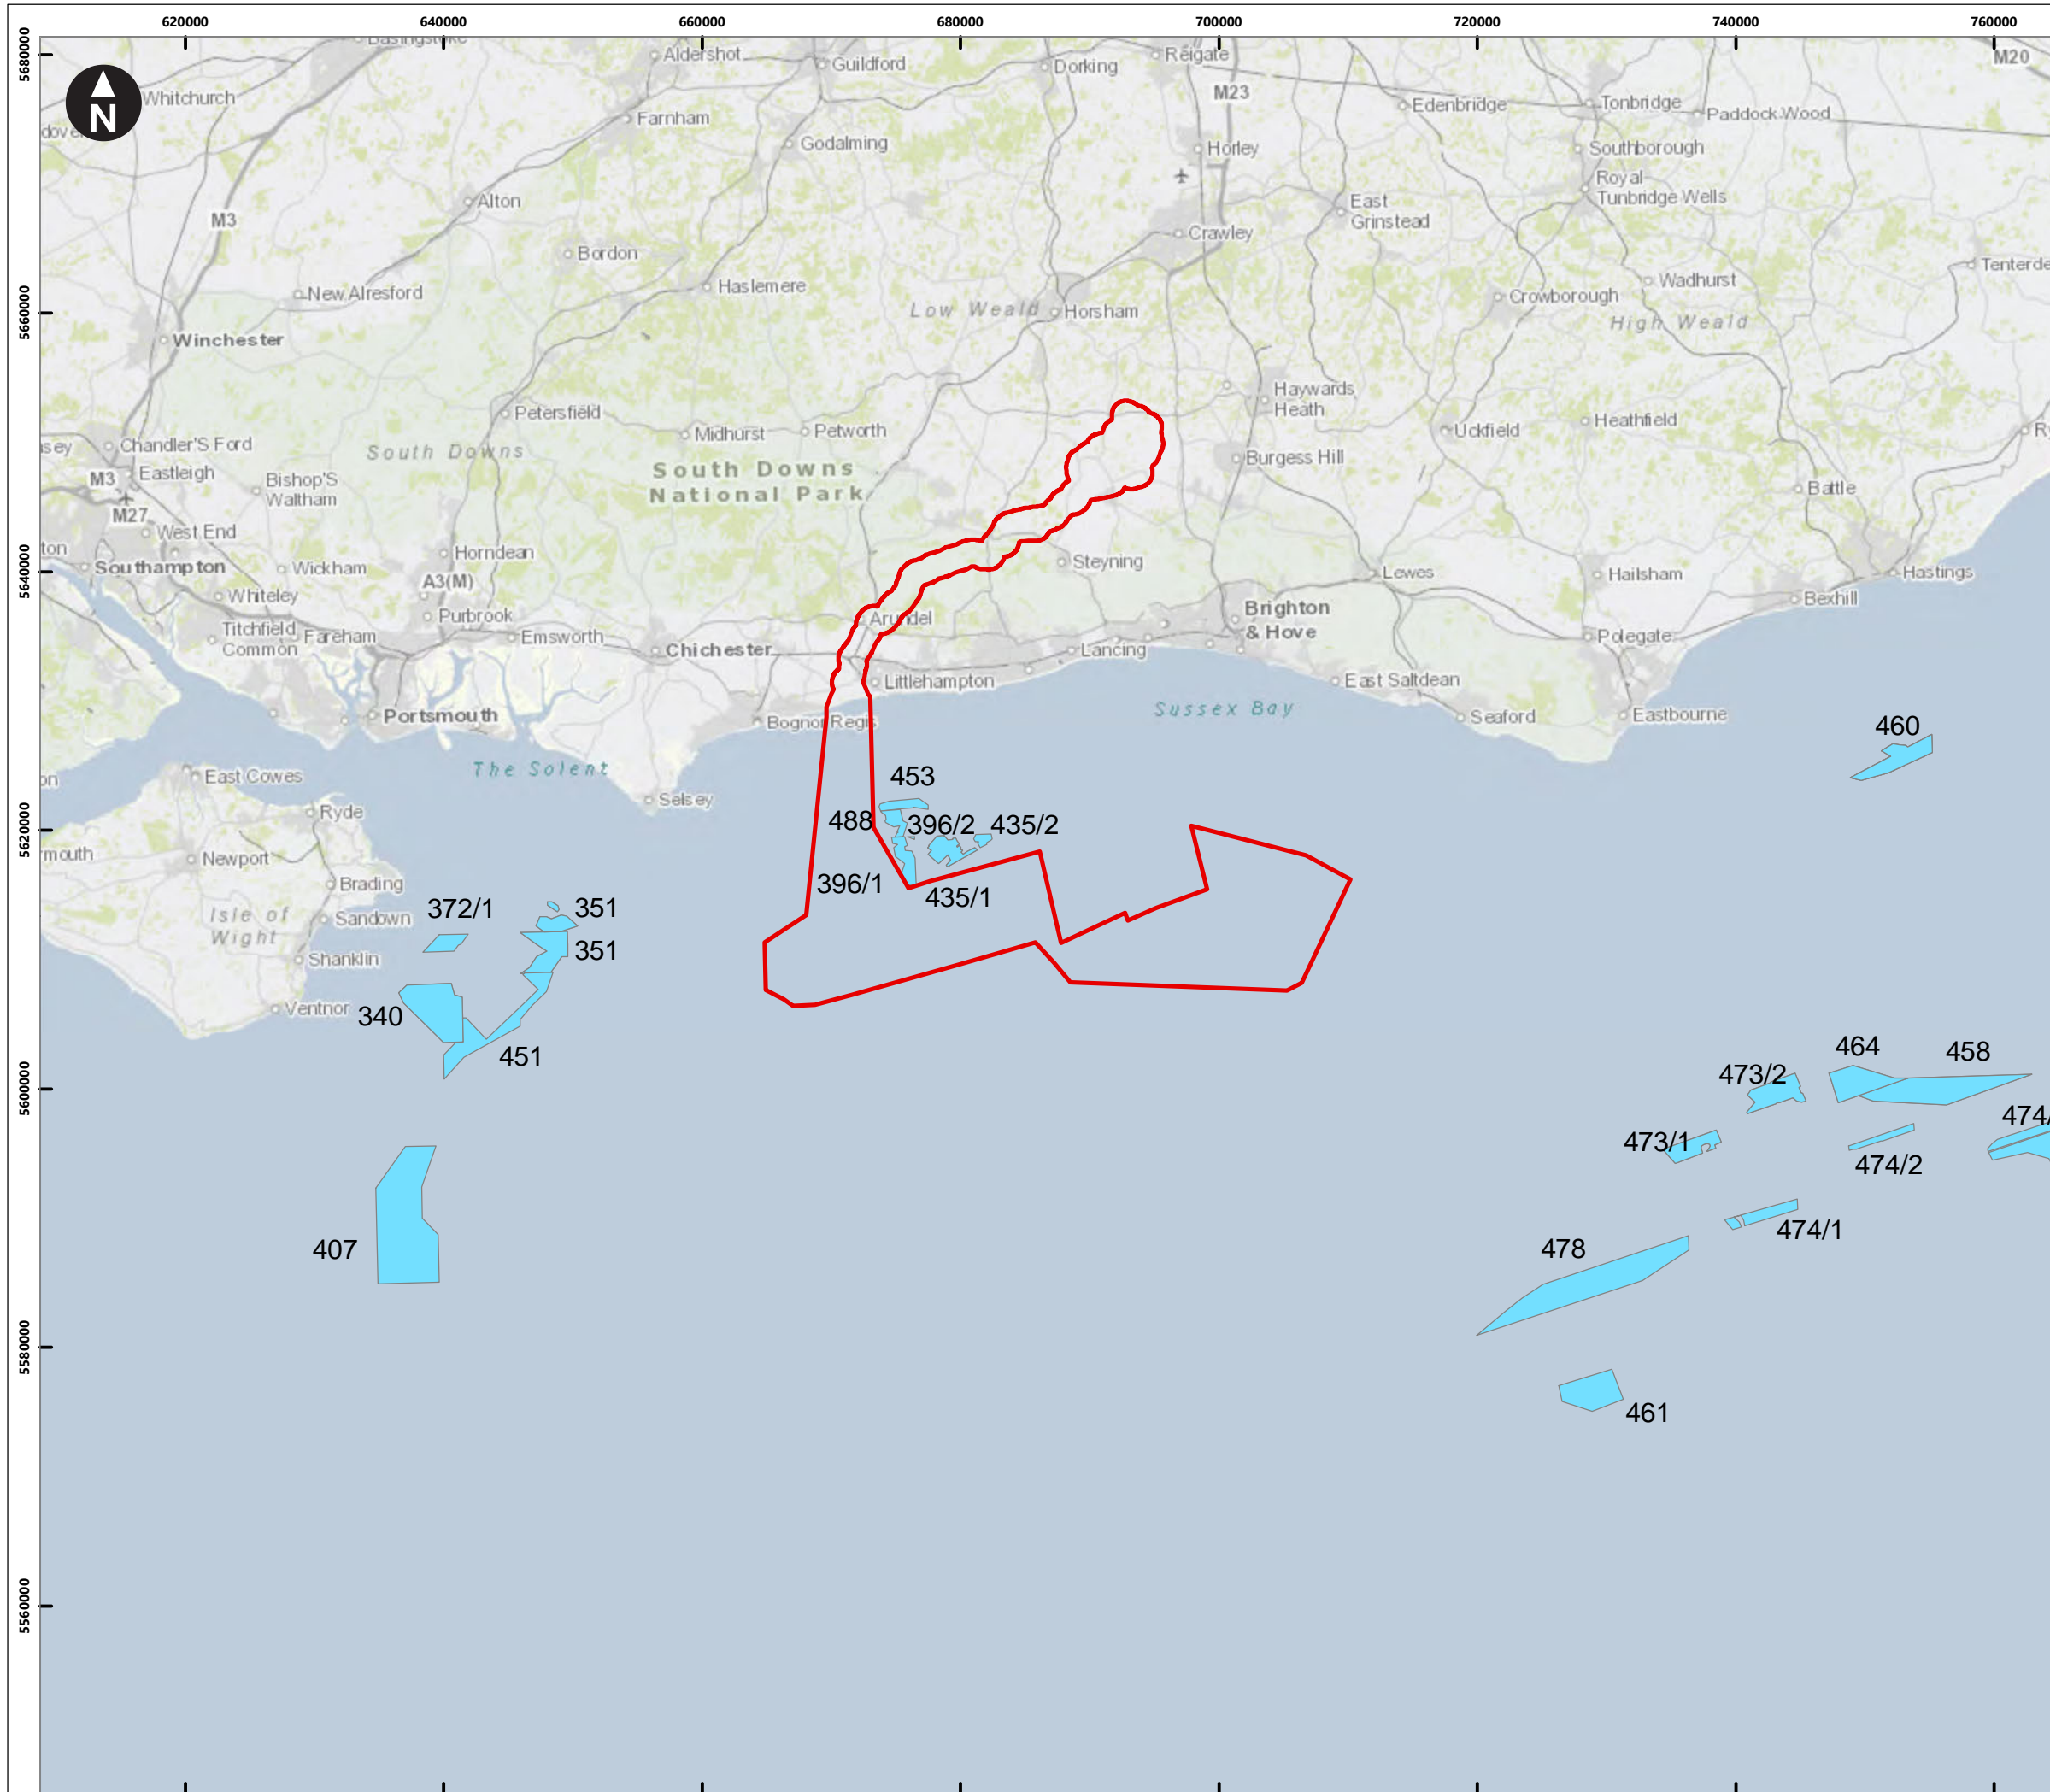 620000 640000 660000 680000 700000 720000 740000 760000
5680000
5660000
5640000
5620000
5600000
5580000
5560000
N
Basingstoke
Aldershot
Guildford
Dorking
Reigate
M20
M23
Whitchurch
Farnham
Godalming
Edenbridge
Tonbridge
Paddock Wood
Horley
Southborough
Royal
Tunbridge Wells
Alton
M3
East
Grinstead
Crawley
Bordon
Haslemere
New Alresford
Low Weald
Horsham
Crowborough
Wadhurst
High Weald
Winchester
Haywards
Heath
Petersfield
Midhurst
Petworth
Uckfield
Heathfield
Chandler'S Ford
South Downs
South Downs
National Park
Burgess Hill
M3
Eastleigh
Bishop'S
Waltham
M27
Battle
West End
Horndean
Steyning
Southampton
Wickham
A3(M)
Lewes
Hailsham
Hastings
Whiteley
Purbrook
Bexhill
Titchfield
Common
Fareham
Emsworth
Arundel
Brighton
& Hove
Polegate
Chichester
Lancing
Littlehampton
East Saltdean
Portsmouth
Bognor Regis
Sussex Bay
Seaford
Eastbourne
The Solent
East Cowes
Selsey
Ryde
Newport
Brading
Isle of
Wight
Sandown
Shanklin
Ventnor
460
453
488
396/2
435/2
396/1
435/1
372/1
351
351
340
451
407
464
458
473/2
473/1
474/
474/2
474/1
478
461